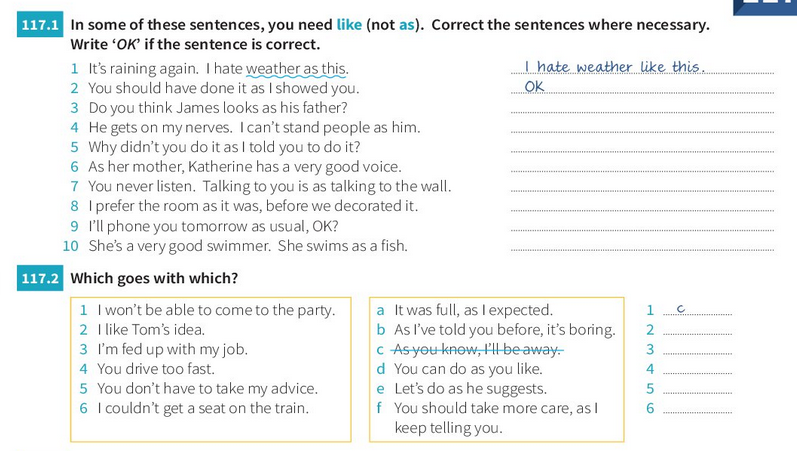 117.1 In some of these sentences, you need like (not as). Correct the sentences where necessary.
Write ‘OK’ if the sentence is correct.
1 It’s raining again. I hate weather as this. I hate weather like this.
2 You should have done it as I showed you. OK
3 Do you think James looks as his father?
4 He gets on my nerves. I can’t stand people as him.
5 Why didn’t you do it as I told you to do it?
6 As her mother, Katherine has a very good voice.
7 You never listen. Talking to you is as talking to the wall.
8 I prefer the room as it was, before we decorated it.
9 I’ll phone you tomorrow as usual, OK?
10 She’s a very good swimmer. She swims as a fish.
117.2 Which goes with which?
1 I won’t be able to come to the party.
2 I like Tom’s idea.
3 I’m fed up with my job.
4 You drive too fast.
5 You don’t have to take my advice.
6 I couldn’t get a seat on the train.
a It was full, as I expected.
b As I’ve told you before, it’s boring.
c As you know, I’ll be away.
d You can do as you like.
e Let’s do as he suggests.
f You should take more care, as I
keep telling you.
1 c
2
3
4
5
6